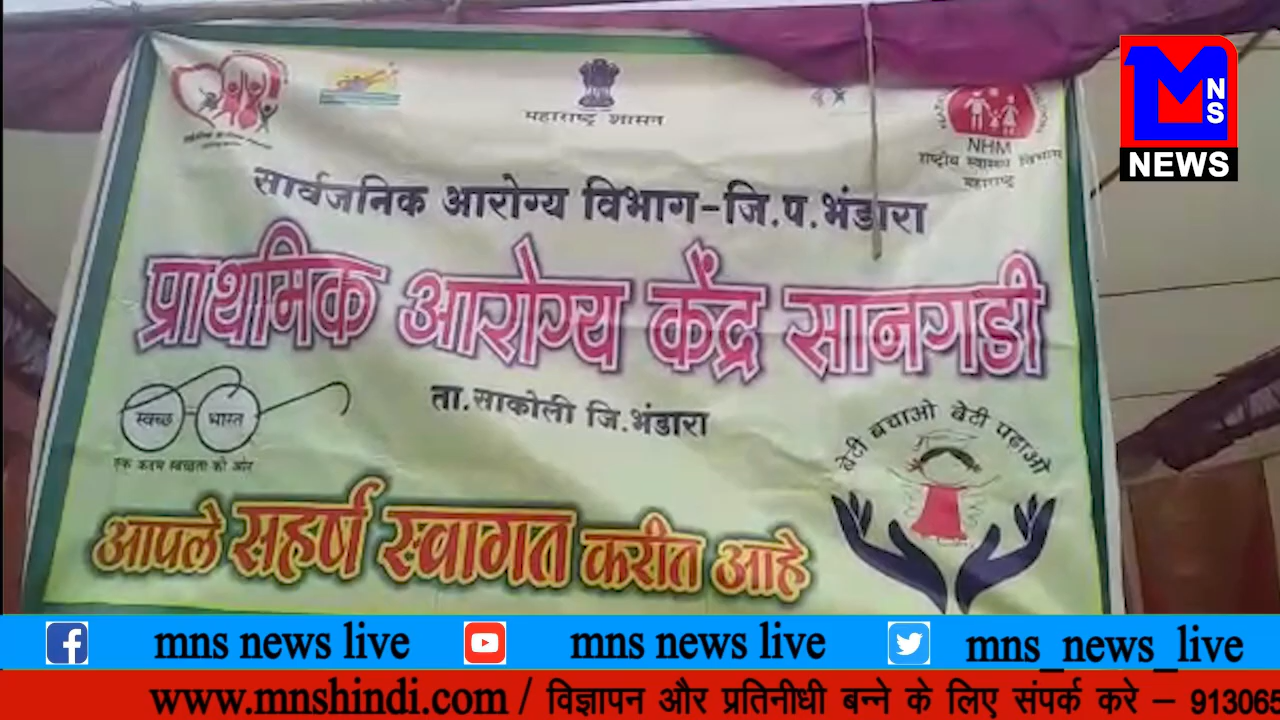 महाराष्ट्र शासन
NHM
राष्ट्रीय स्वास्थ्य विभाग
महाराष्ट्र
MNS
NEWS
सार्वजनिक आरोग्य विभाग-जि.प.भंडारा
प्राथमिक आरोग्य केंद्र सानगडी
ता.साकोली जि.भंडारा
स्वच्छ भारत
एक कदम स्वच्छता की ओर
बेटी बचाओ बेटी पढाओ
आपले सहर्ष स्वागत करीत आहे
mns news live
mns news live
mns_news_live
www.mnshindi.com / विज्ञापन और प्रतिनीधी बन्ने के लिए संपर्क करे – 913065